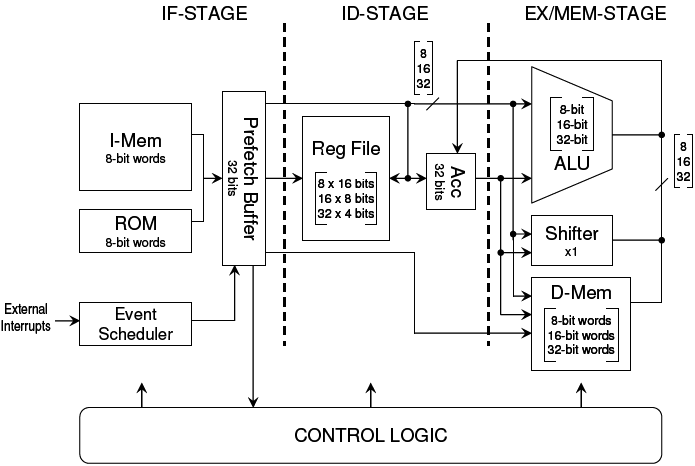 IF-STAGE
ID-STAGE
EX/MEM-STAGE
8
16
32
I-Mem
8-bit words
ROM
8-bit words
Prefetch Buffer
32 bits
Reg File
8 x 16 bits
16 x 8 bits
32 x 4 bits
Acc
32 bits
8-bit
16-bit
32-bit
ALU
8
16
32
Shifter
x1
D-Mem
8-bit words
16-bit words
32-bit words
External
Interrupts
Event
Scheduler
CONTROL LOGIC